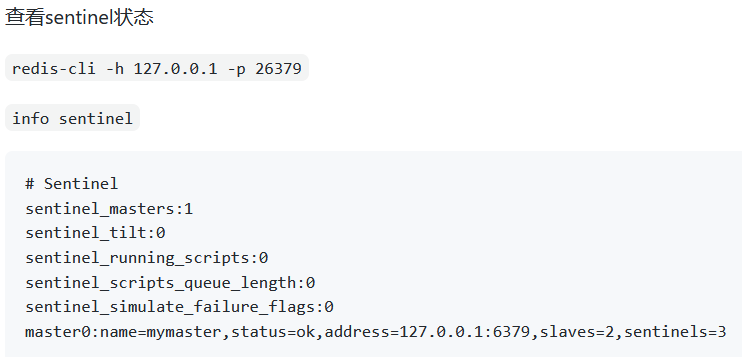 查看sentinel状态
redis-cli -h 127.0.0.1 -p 26379
info sentinel
# Sentinel
sentinel_masters:1
sentinel_tilt:0
sentinel_running_scripts:0
sentinel_scripts_queue_length:0
sentinel_simulate_failure_flags:0
master0:name=mymaster,status=ok,address=127.0.0.1:6379,slaves=2,sentinels=3